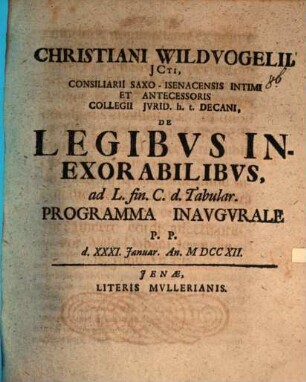 CHRISTIANI WILDVOGELII,
JCTI,
CONSILIARII SAXO-ISENACENSIS INTIMI
ET ANTECESSORIS
COLLEGII JVRID. h. t. DECANI,
DE
LEGIBVS IN-
EXORABILIBVS,
ad L. fin. C. d. Tabular.
PROGRAMMA INAVGVRALE
P. P.
d. XXXI. Januar. An. MDCCXII.
JENÆ,
LITERIS MVLLERIANIS.